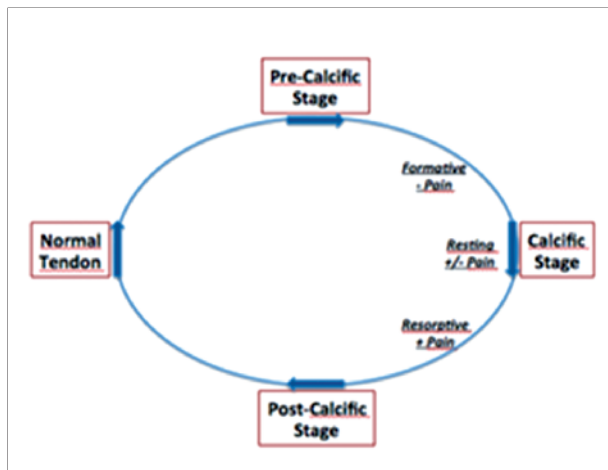 Pre-Calcific
Stage
Formative
- Pain
Normal
Tendon
Resting
+/- Pain
Calcific
Stage
Resorptive
+ Pain
Post-Calcific
Stage